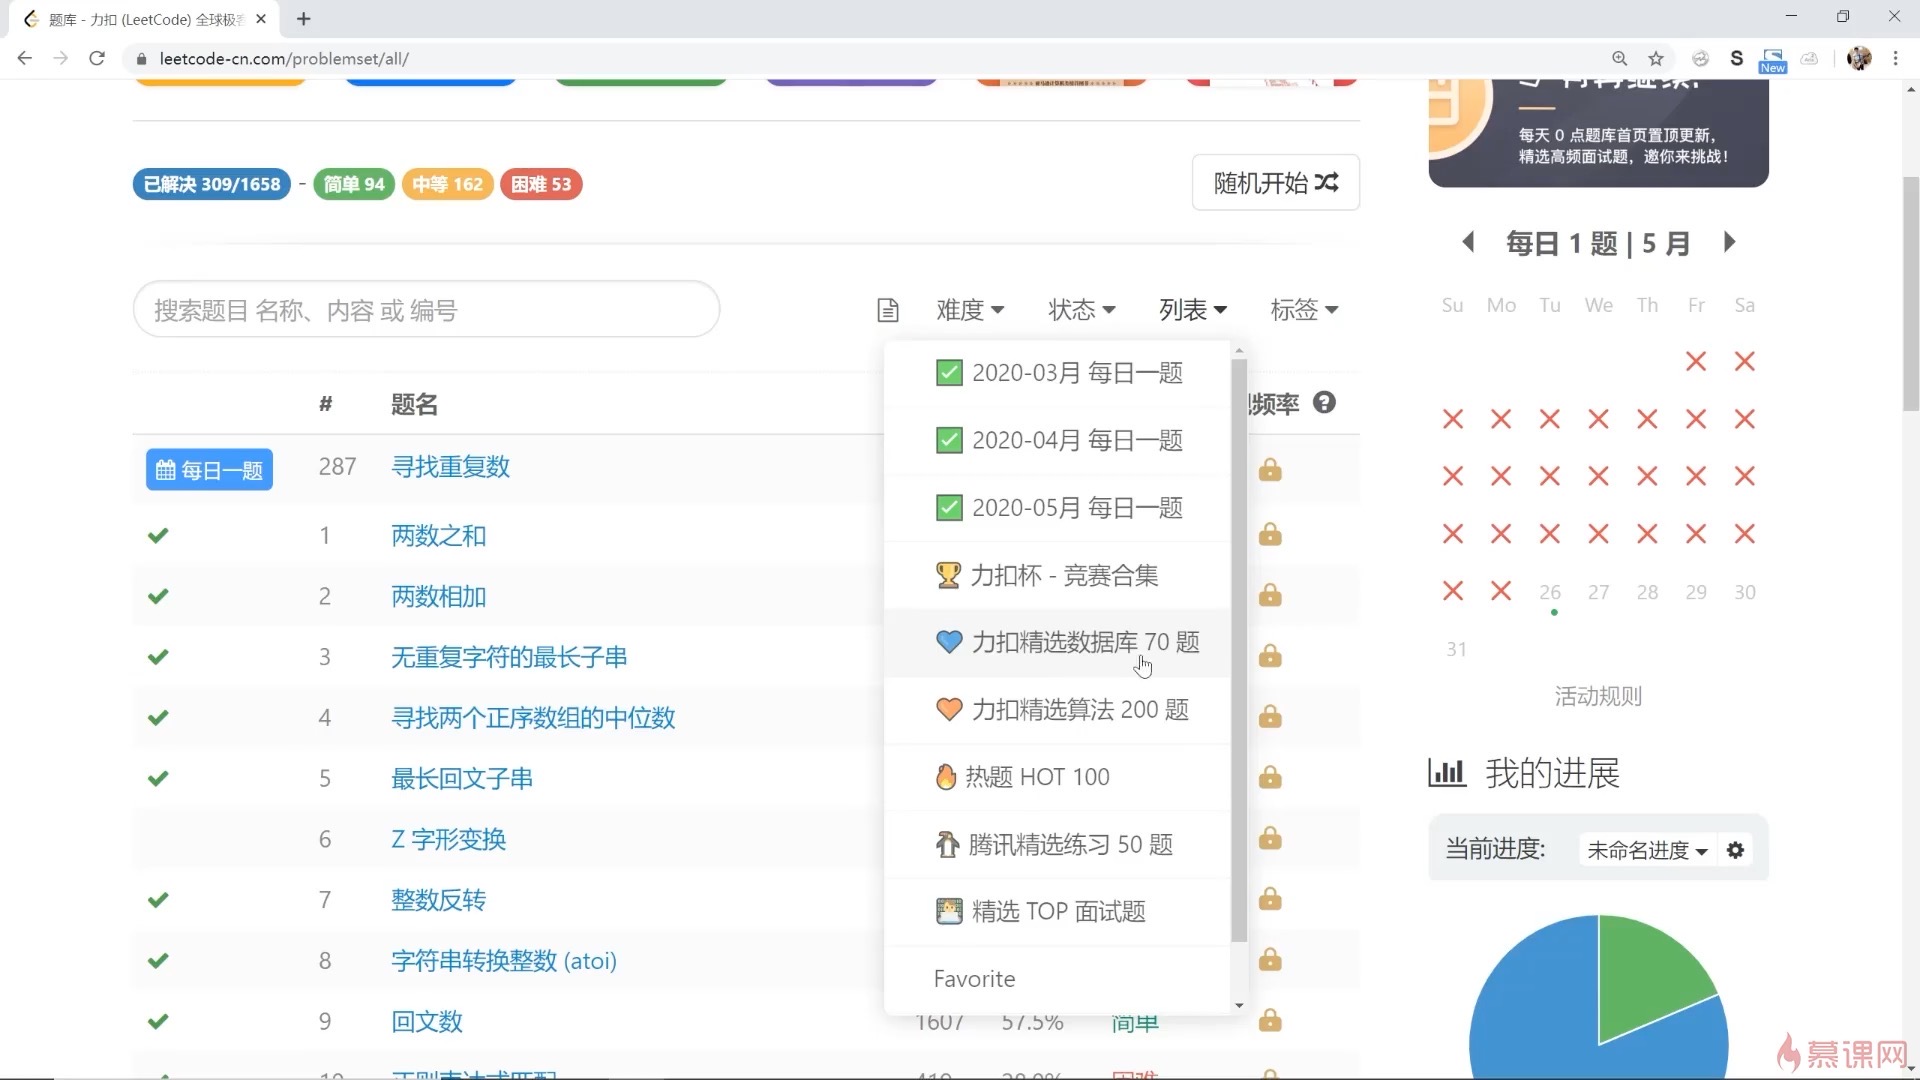 题库 - 力扣 (LeetCode) 全球极客
leetcode-cn.com/problemset/all/
S
New
每天 0 点题库首页置顶更新，
精选高频面试题，邀你来挑战！
已解决 309/1658 - 简单 94 中等 162 困难 53
随机开始
每日 1 题 | 5 月
搜索题目 名称、内容 或 编号
难度 状态 列表 标签
Su Mo Tu We Th Fr Sa
# 题名 频率
2020-03月 每日一题
2020-04月 每日一题
2020-05月 每日一题
力扣杯 - 竞赛合集
力扣精选数据库 70 题
力扣精选算法 200 题
热题 HOT 100
腾讯精选练习 50 题
精选 TOP 面试题
Favorite
每日一题 287 寻找重复数
1 两数之和
2 两数相加
3 无重复字符的最长子串
4 寻找两个正序数组的中位数
5 最长回文子串
6 Z 字形变换
7 整数反转
8 字符串转换整数 (atoi)
9 回文数 1607 57.5% 简单
26 27 28 29 30
31
活动规则
我的进展
当前进度: 未命名进度
慕课网